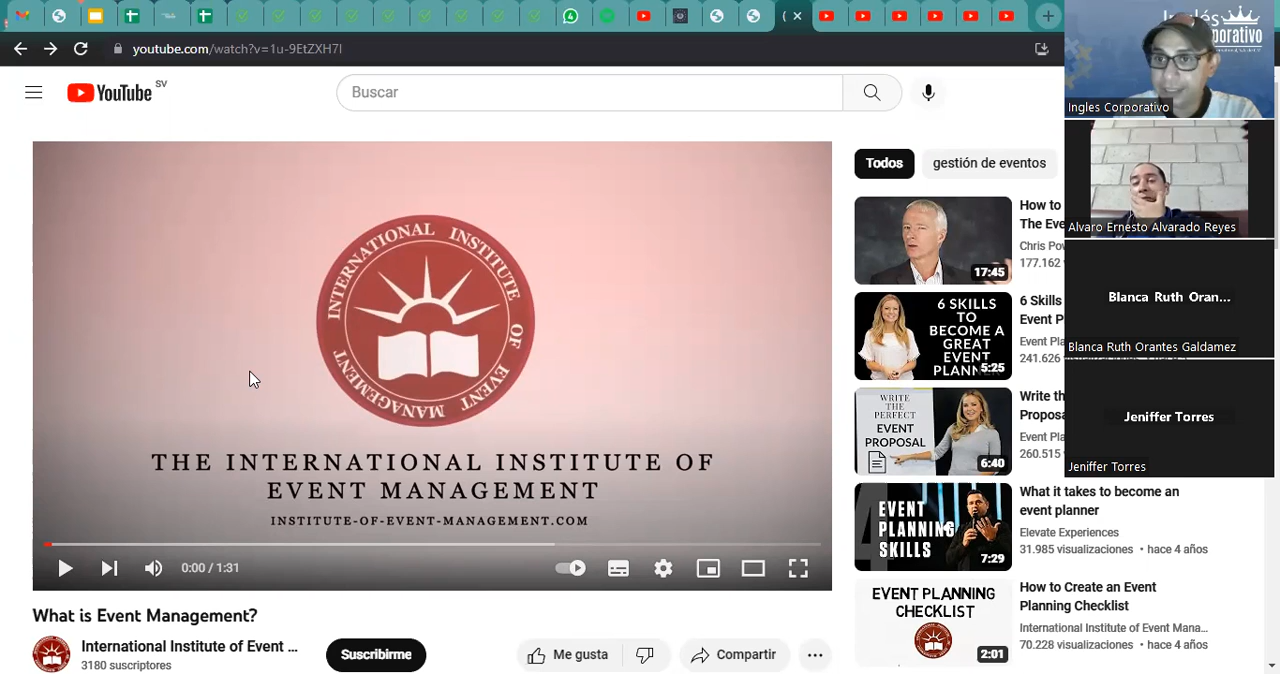 youtube.com/watch?v=1u-9EtZXH7I
YouTube SV
Buscar
Inglés
Corporativo
Ingles Corporativo
Alvaro Ernesto Alvarado Reyes
Blanca Ruth Oran...
Blanca Ruth Orantes Galdamez
Jeniffer Torres
Jeniffer Torres
INTERNATIONAL INSTITUTE OF EVENT MANAGEMENT
THE INTERNATIONAL INSTITUTE OF
EVENT MANAGEMENT
INSTITUTE-OF-EVENT-MANAGEMENT.COM
0:00 / 1:31
What is Event Management?
International Institute of Event ...
3180 suscriptores
Suscribirme
Me gusta
Compartir
Todos
gestión de eventos
17:45
How to
The Eve
Chris Pov
177.162
6 SKILLS
TO
BECOME A
GREAT
EVENT
PLANNER
5:25
6 Skills
Event P
Event Pla
241.626
WRITE
THE
PERFECT
EVENT
PROPOSAL
6:40
Write th
Proposa
Event Pla
260.515
4
EVENT
PLANNING
SKILLS
7:29
What it takes to become an
event planner
Elevate Experiences
31.985 visualizaciones • hace 4 años
EVENT PLANNING
CHECKLIST
2:01
How to Create an Event
Planning Checklist
International Institute of Event Mana...
70.228 visualizaciones • hace 4 años